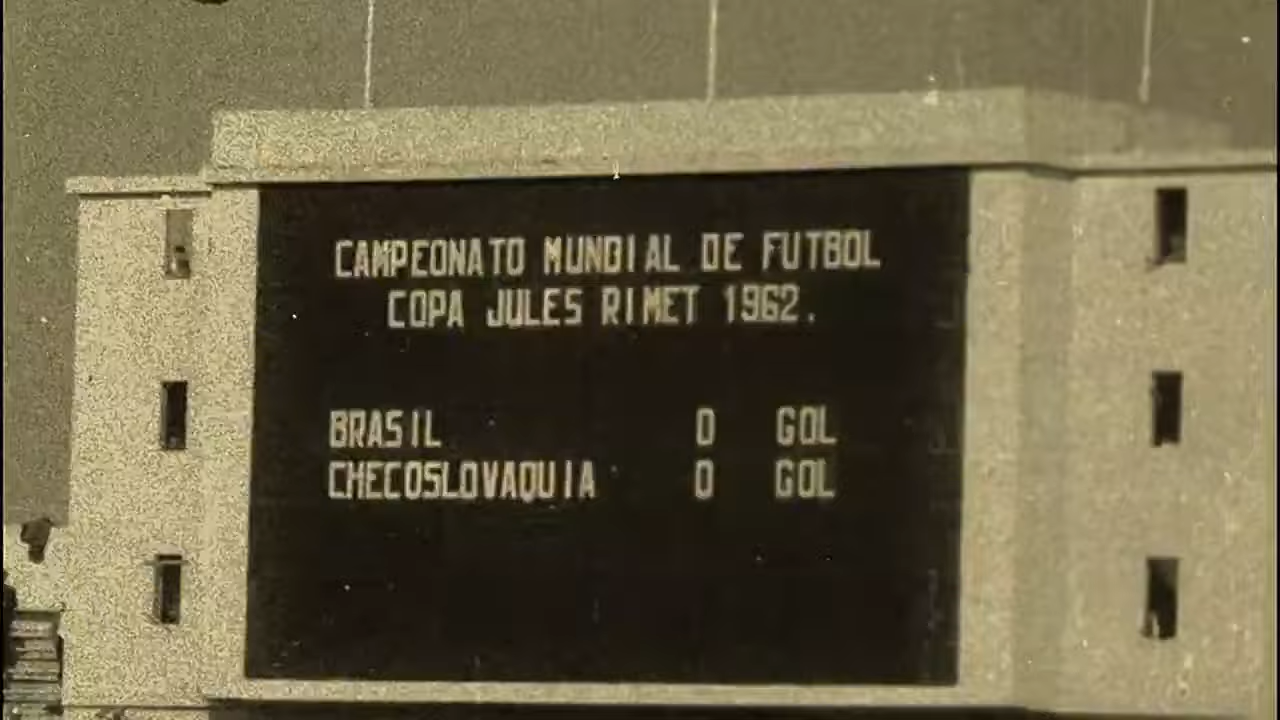 CAMPEONATO MUNDIAL DE FUTBOL
COPA JULES RIMET 1962.
BRASIL 0 GOL
CHECOSLOVAQUIA 0 GOL